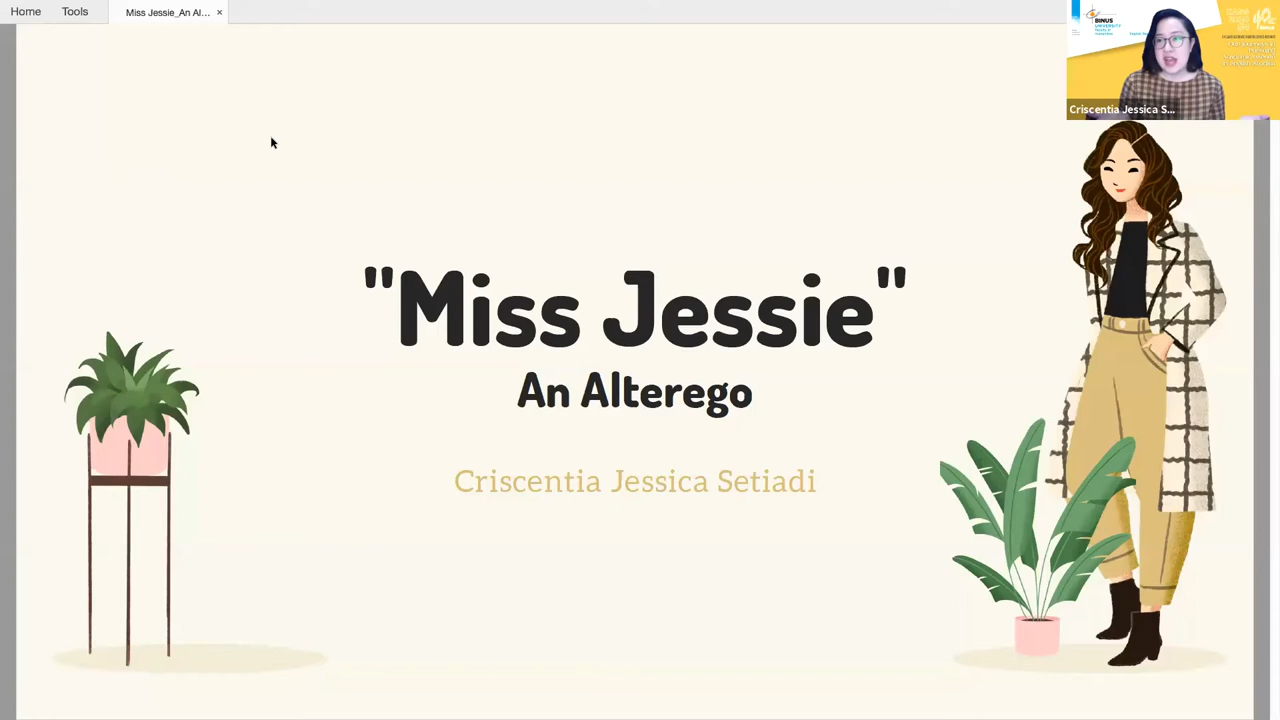 Home
Tools
Miss Jessie_An Al...
BINUS
UNIVERSITY
Criscentia Jessica S...
"Miss Jessie"
An Alterego
Criscentia Jessica Setiadi